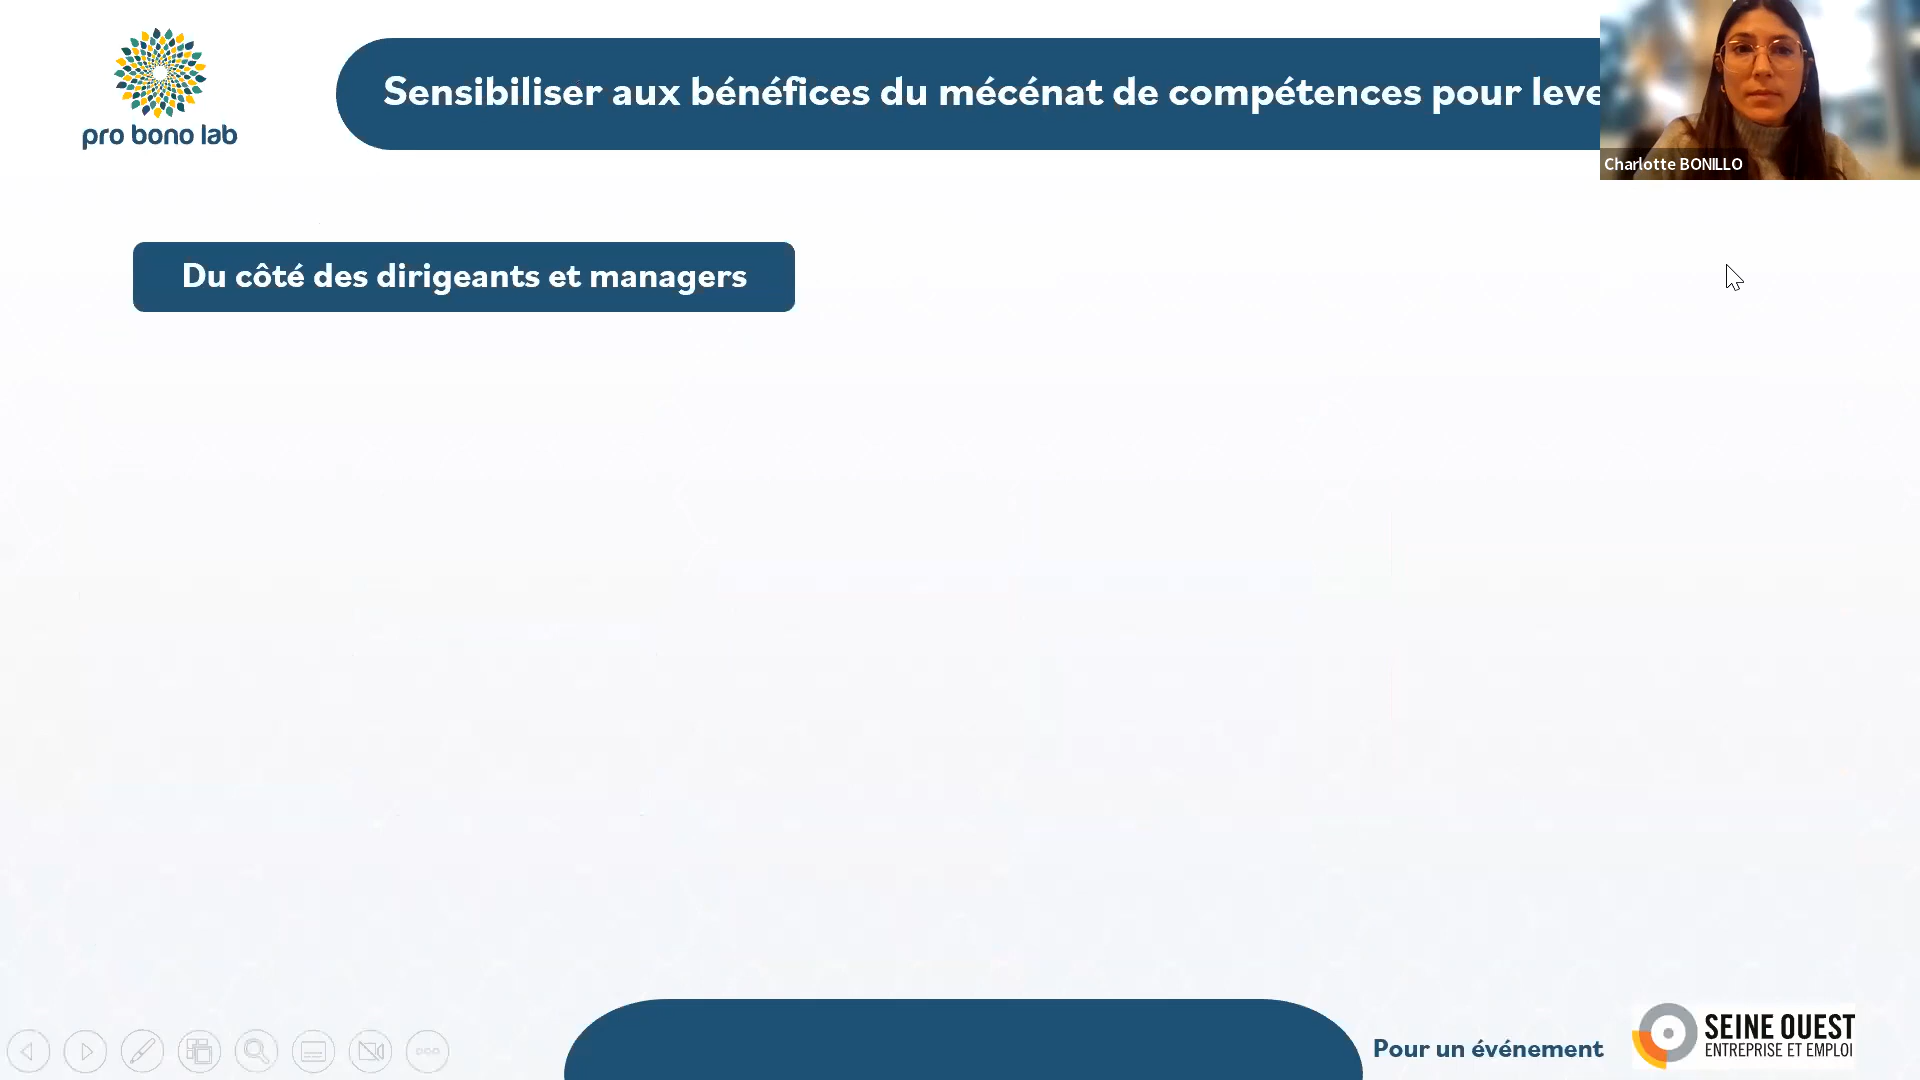 pro bono lab
Sensibiliser aux bénéfices du mécénat de compétences pour leve
Charlotte BONILLO
Du côté des dirigeants et managers
Pour un événement
SEINE OUEST
ENTREPRISE ET EMPLOI